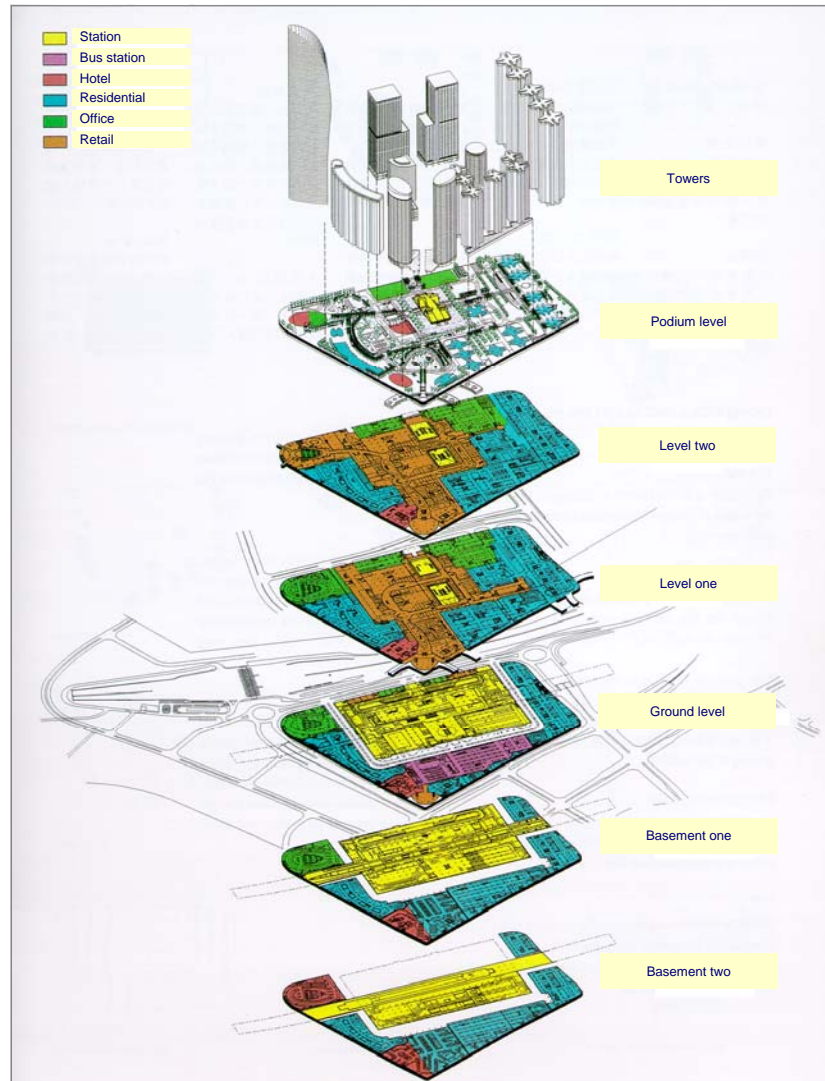 Station
Bus station
Hotel
Residential
Office
Retail
Towers
Podium level
Level two
Level one
Ground level
Basement one
Basement two